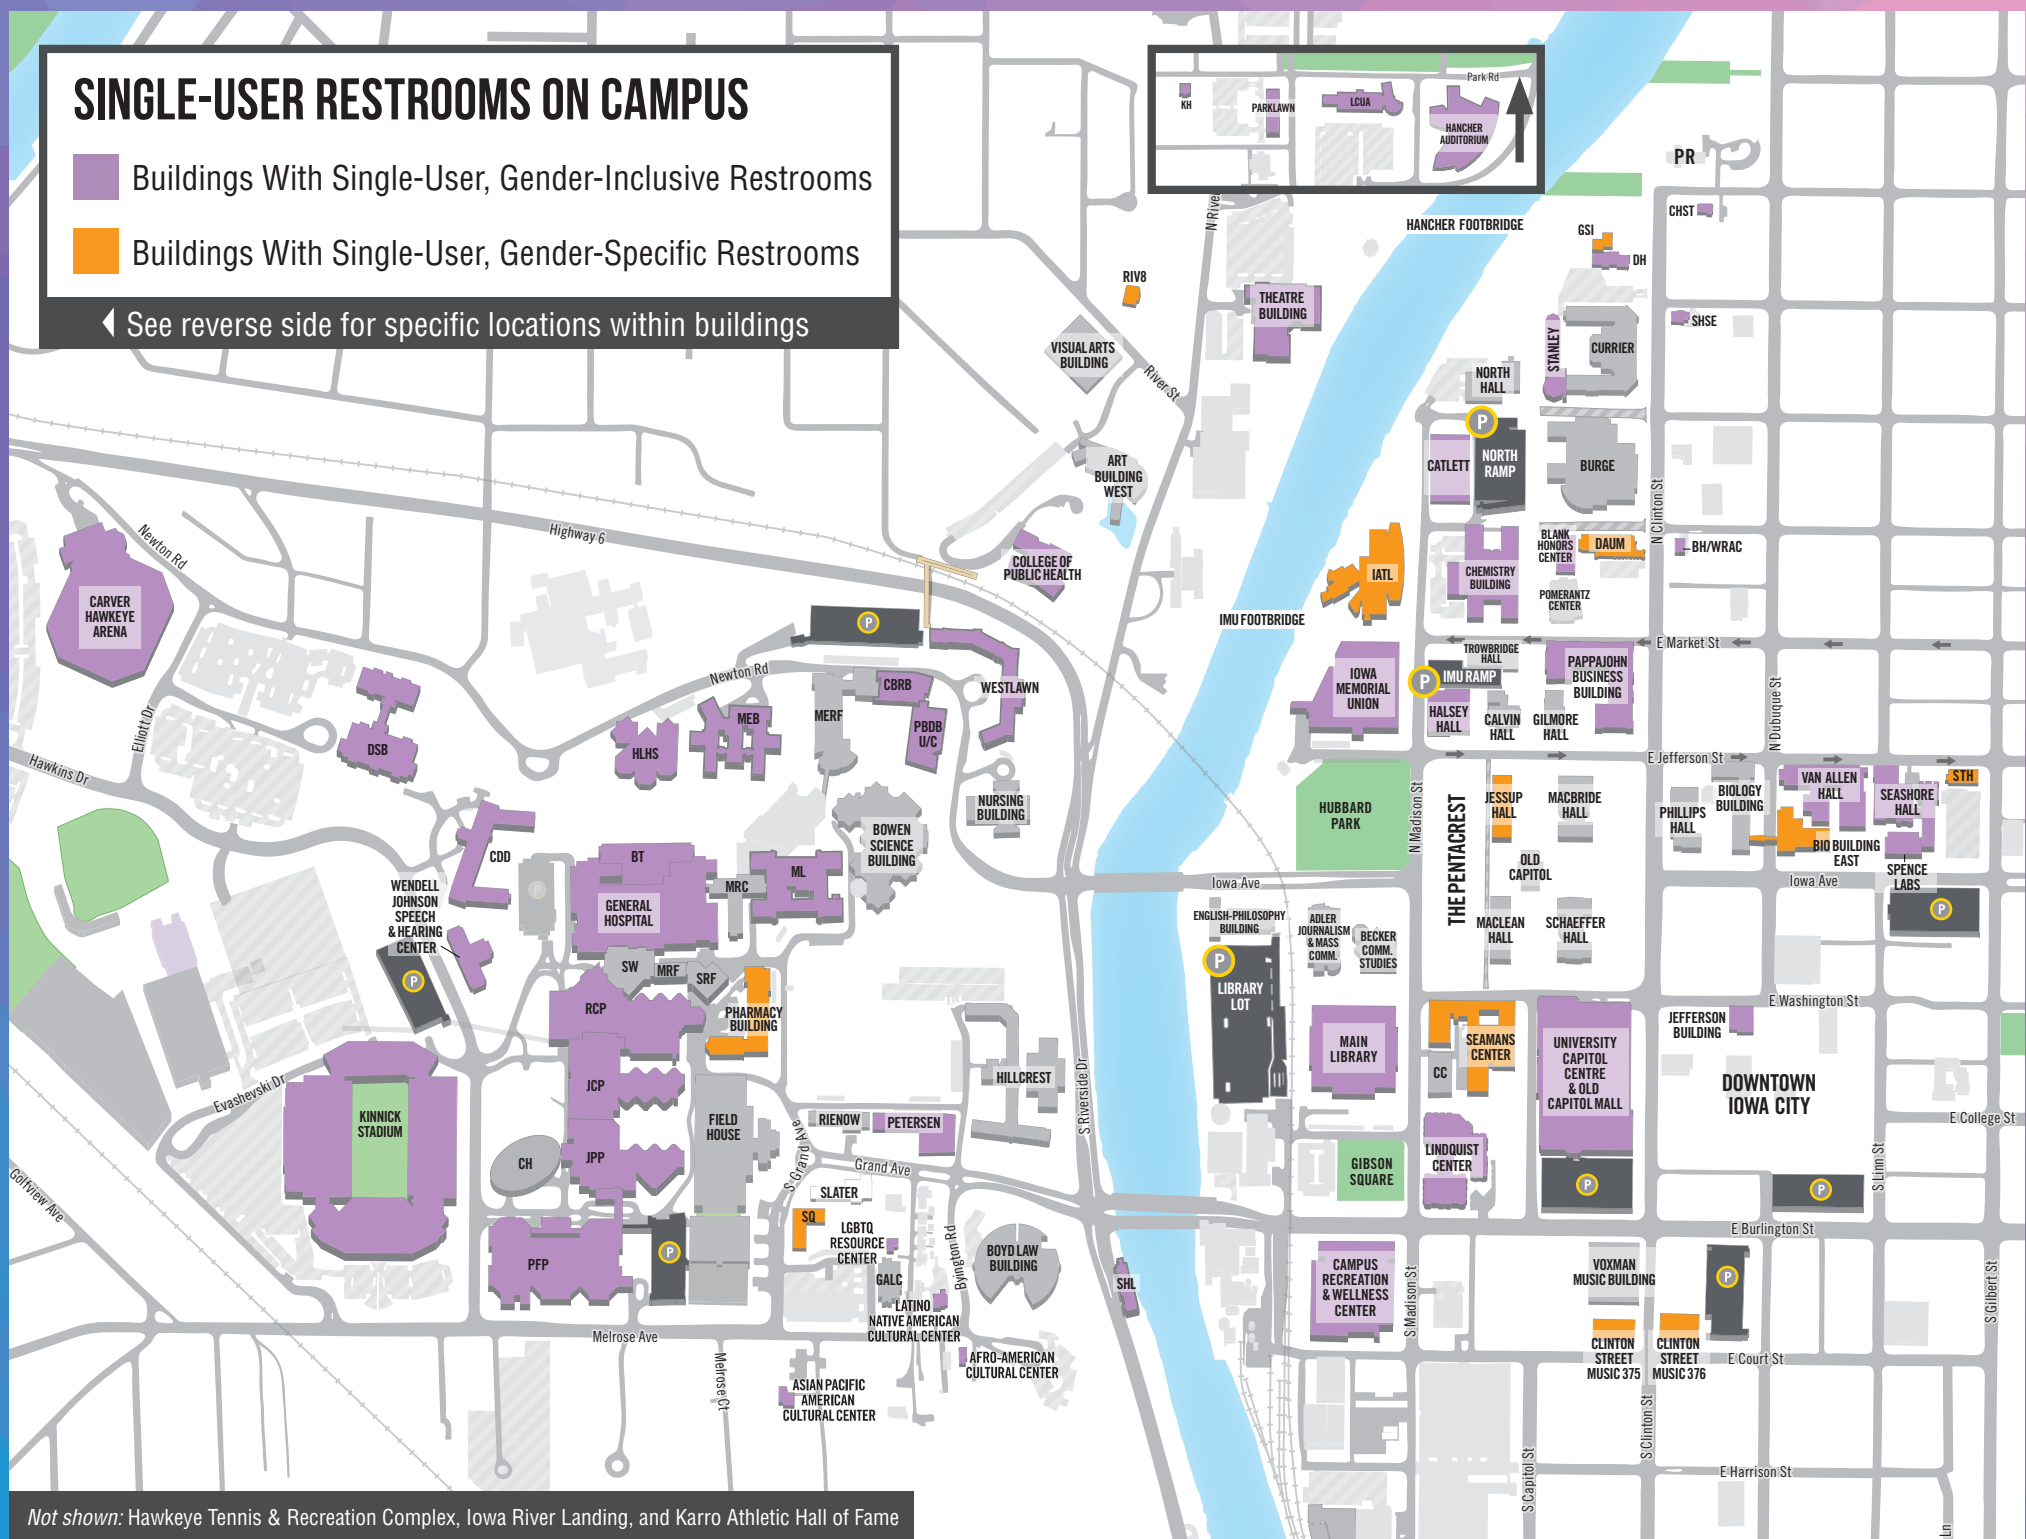 SINGLE-USER RESTROOMS ON CAMPUS
Buildings With Single-User, Gender-Inclusive Restrooms
Buildings With Single-User, Gender-Specific Restrooms
See reverse side for specific locations within buildings
KH
PARKLAWN
LCUA
HANCHER
AUDITORIUM
Park Rd
PR
CHST
HANCHER FOOTBRIDGE
GSI
DH
SHSE
RIV8
THEATRE
BUILDING
VISUAL ARTS
BUILDING
River St
STANLEY
CURRIER
NORTH
HALL
P
CATLETT
NORTH
RAMP
BURGE
N Clinton St
ART
BUILDING
WEST
Newton Rd
Highway 6
COLLEGE OF
PUBLIC HEALTH
IATL
CHEMISTRY
BUILDING
BLANK
HONORS
CENTER
DAUM
BH/WRAC
POMERANTZ
CENTER
CARVER
HAWKEYE
ARENA
P
IMU FOOTBRIDGE
E Market St
Newton Rd
WESTLAWN
CBRB
MERF
PBDB
U/C
MEB
HLHS
DSB
Elliott Dr
Hawkins Dr
IOWA
MEMORIAL
UNION
P
IMU RAMP
TROWBRIDGE
HALL
PAPPAJOHN
BUSINESS
BUILDING
HALSEY
HALL
CALVIN
HALL
GILMORE
HALL
N Dubuque St
E Jefferson St
NURSING
BUILDING
BOWEN
SCIENCE
BUILDING
HUBBARD
PARK
N Madison St
THE PENTACREST
JESSUP
HALL
MACBRIDE
HALL
PHILLIPS
HALL
BIOLOGY
BUILDING
VAN ALLEN
HALL
SEASHORE
HALL
STH
BIO BUILDING
EAST
SPENCE
LABS
OLD
CAPITOL
Iowa Ave
Iowa Ave
P
CDD
P
BT
GENERAL
HOSPITAL
MRC
ML
WENDELL
JOHNSON
SPEECH
& HEARING
CENTER
P
SW
MRF
SRF
RCP
PHARMACY
BUILDING
ENGLISH-PHILOSOPHY
BUILDING
ADLER
JOURNALISM
& MASS
COMM.
BECKER
COMM.
STUDIES
MACLEAN
HALL
SCHAEFFER
HALL
P
LIBRARY
LOT
E Washington St
JEFFERSON
BUILDING
MAIN
LIBRARY
SEAMANS
CENTER
CC
UNIVERSITY
CAPITOL
CENTRE
& OLD
CAPITOL MALL
DOWNTOWN
IOWA CITY
E College St
Evashevski Dr
KINNICK
STADIUM
JCP
FIELD
HOUSE
HILLCREST
RIENOW
PETERSEN
S Riverside Dr
S Grand Ave
Grand Ave
CH
JPP
LINDQUIST
CENTER
GIBSON
SQUARE
P
P
S Linn St
E Burlington St
Golfview Ave
SLATER
SQ
LGBTQ
RESOURCE
CENTER
Byington Rd
BOYD LAW
BUILDING
PFP
P
GALC
LATINO
NATIVE AMERICAN
CULTURAL CENTER
SHL
CAMPUS
RECREATION
& WELLNESS
CENTER
S Madison St
VOXMAN
MUSIC BUILDING
P
S Gilbert St
CLINTON
STREET
MUSIC 375
CLINTON
STREET
MUSIC 376
E Court St
Melrose Ave
Melrose Ct
AFRO-AMERICAN
CULTURAL CENTER
ASIAN PACIFIC
AMERICAN
CULTURAL CENTER
S Capitol St
S Clinton St
E Harrison St
Ln
Not shown: Hawkeye Tennis & Recreation Complex, Iowa River Landing, and Karro Athletic Hall of Fame